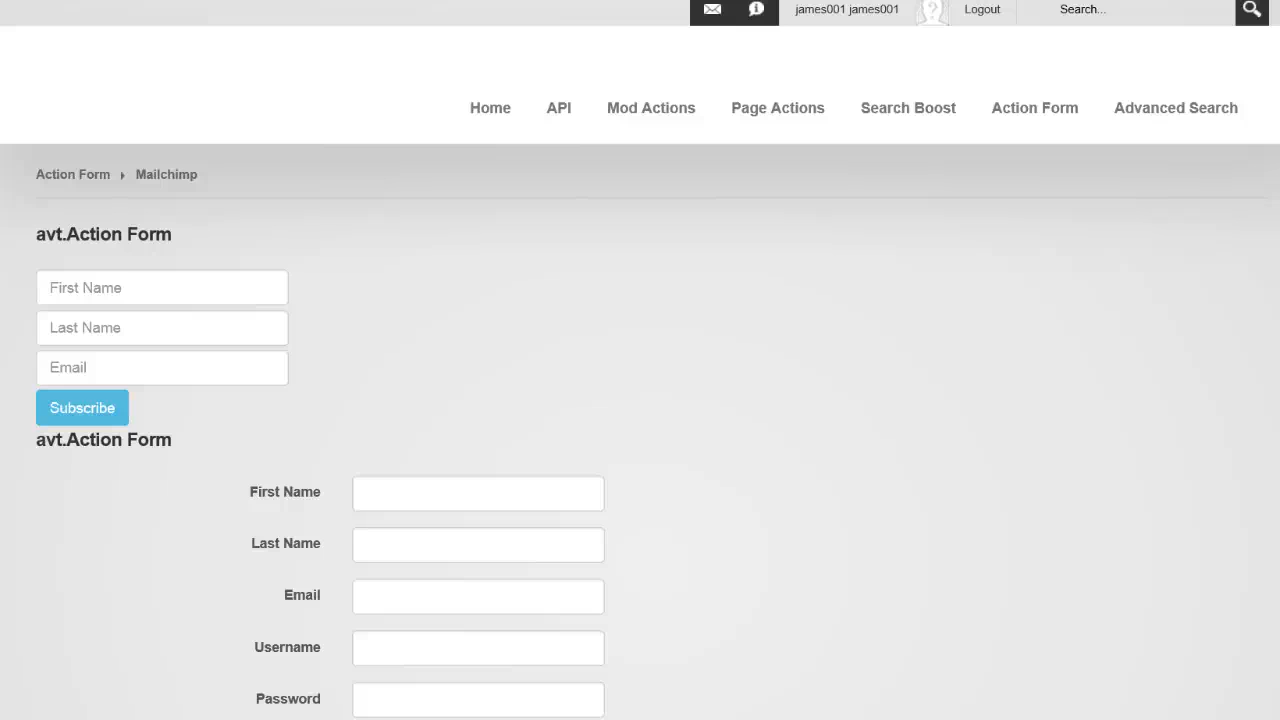 james001 james001 Logout Search...
Home API Mod Actions Page Actions Search Boost Action Form Advanced Search
Action Form Mailchimp
avt.Action Form
First Name
Last Name
Email
Subscribe
avt.Action Form
First Name
Last Name
Email
Username
Password